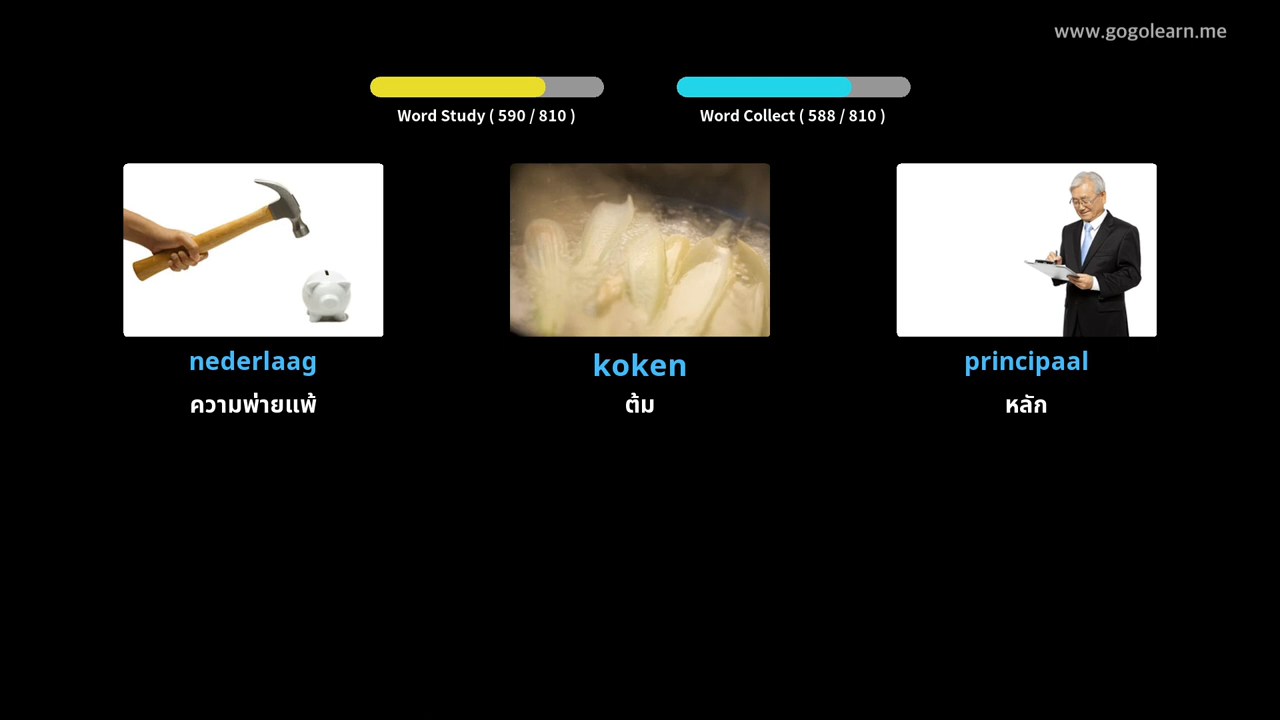 www.gogolearn.me
Word Study ( 590 / 810 )
Word Collect ( 588 / 810 )
nederlaag
koken
principaal
ความพ่ายแพ้
ต้ม
หลัก